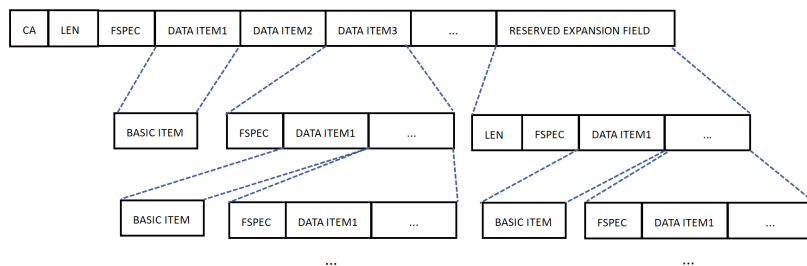 CA LEN FSPEC DATA ITEM1 DATA ITEM2 DATA ITEM3 ... RESERVED EXPANSION FIELD
BASIC ITEM FSPEC DATA ITEM1 ... LEN FSPEC DATA ITEM1 ...
BASIC ITEM FSPEC DATA ITEM1 ... BASIC ITEM FSPEC DATA ITEM1 ...
... ...